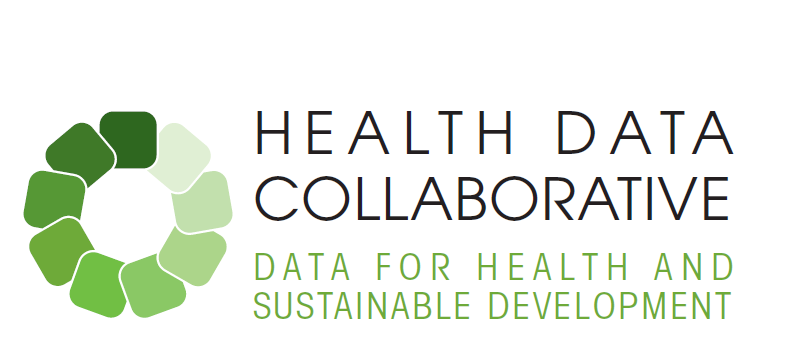 HEALTH DATA
COLLABORATIVE
DATA FOR HEALTH AND
SUSTAINABLE DEVELOPMENT